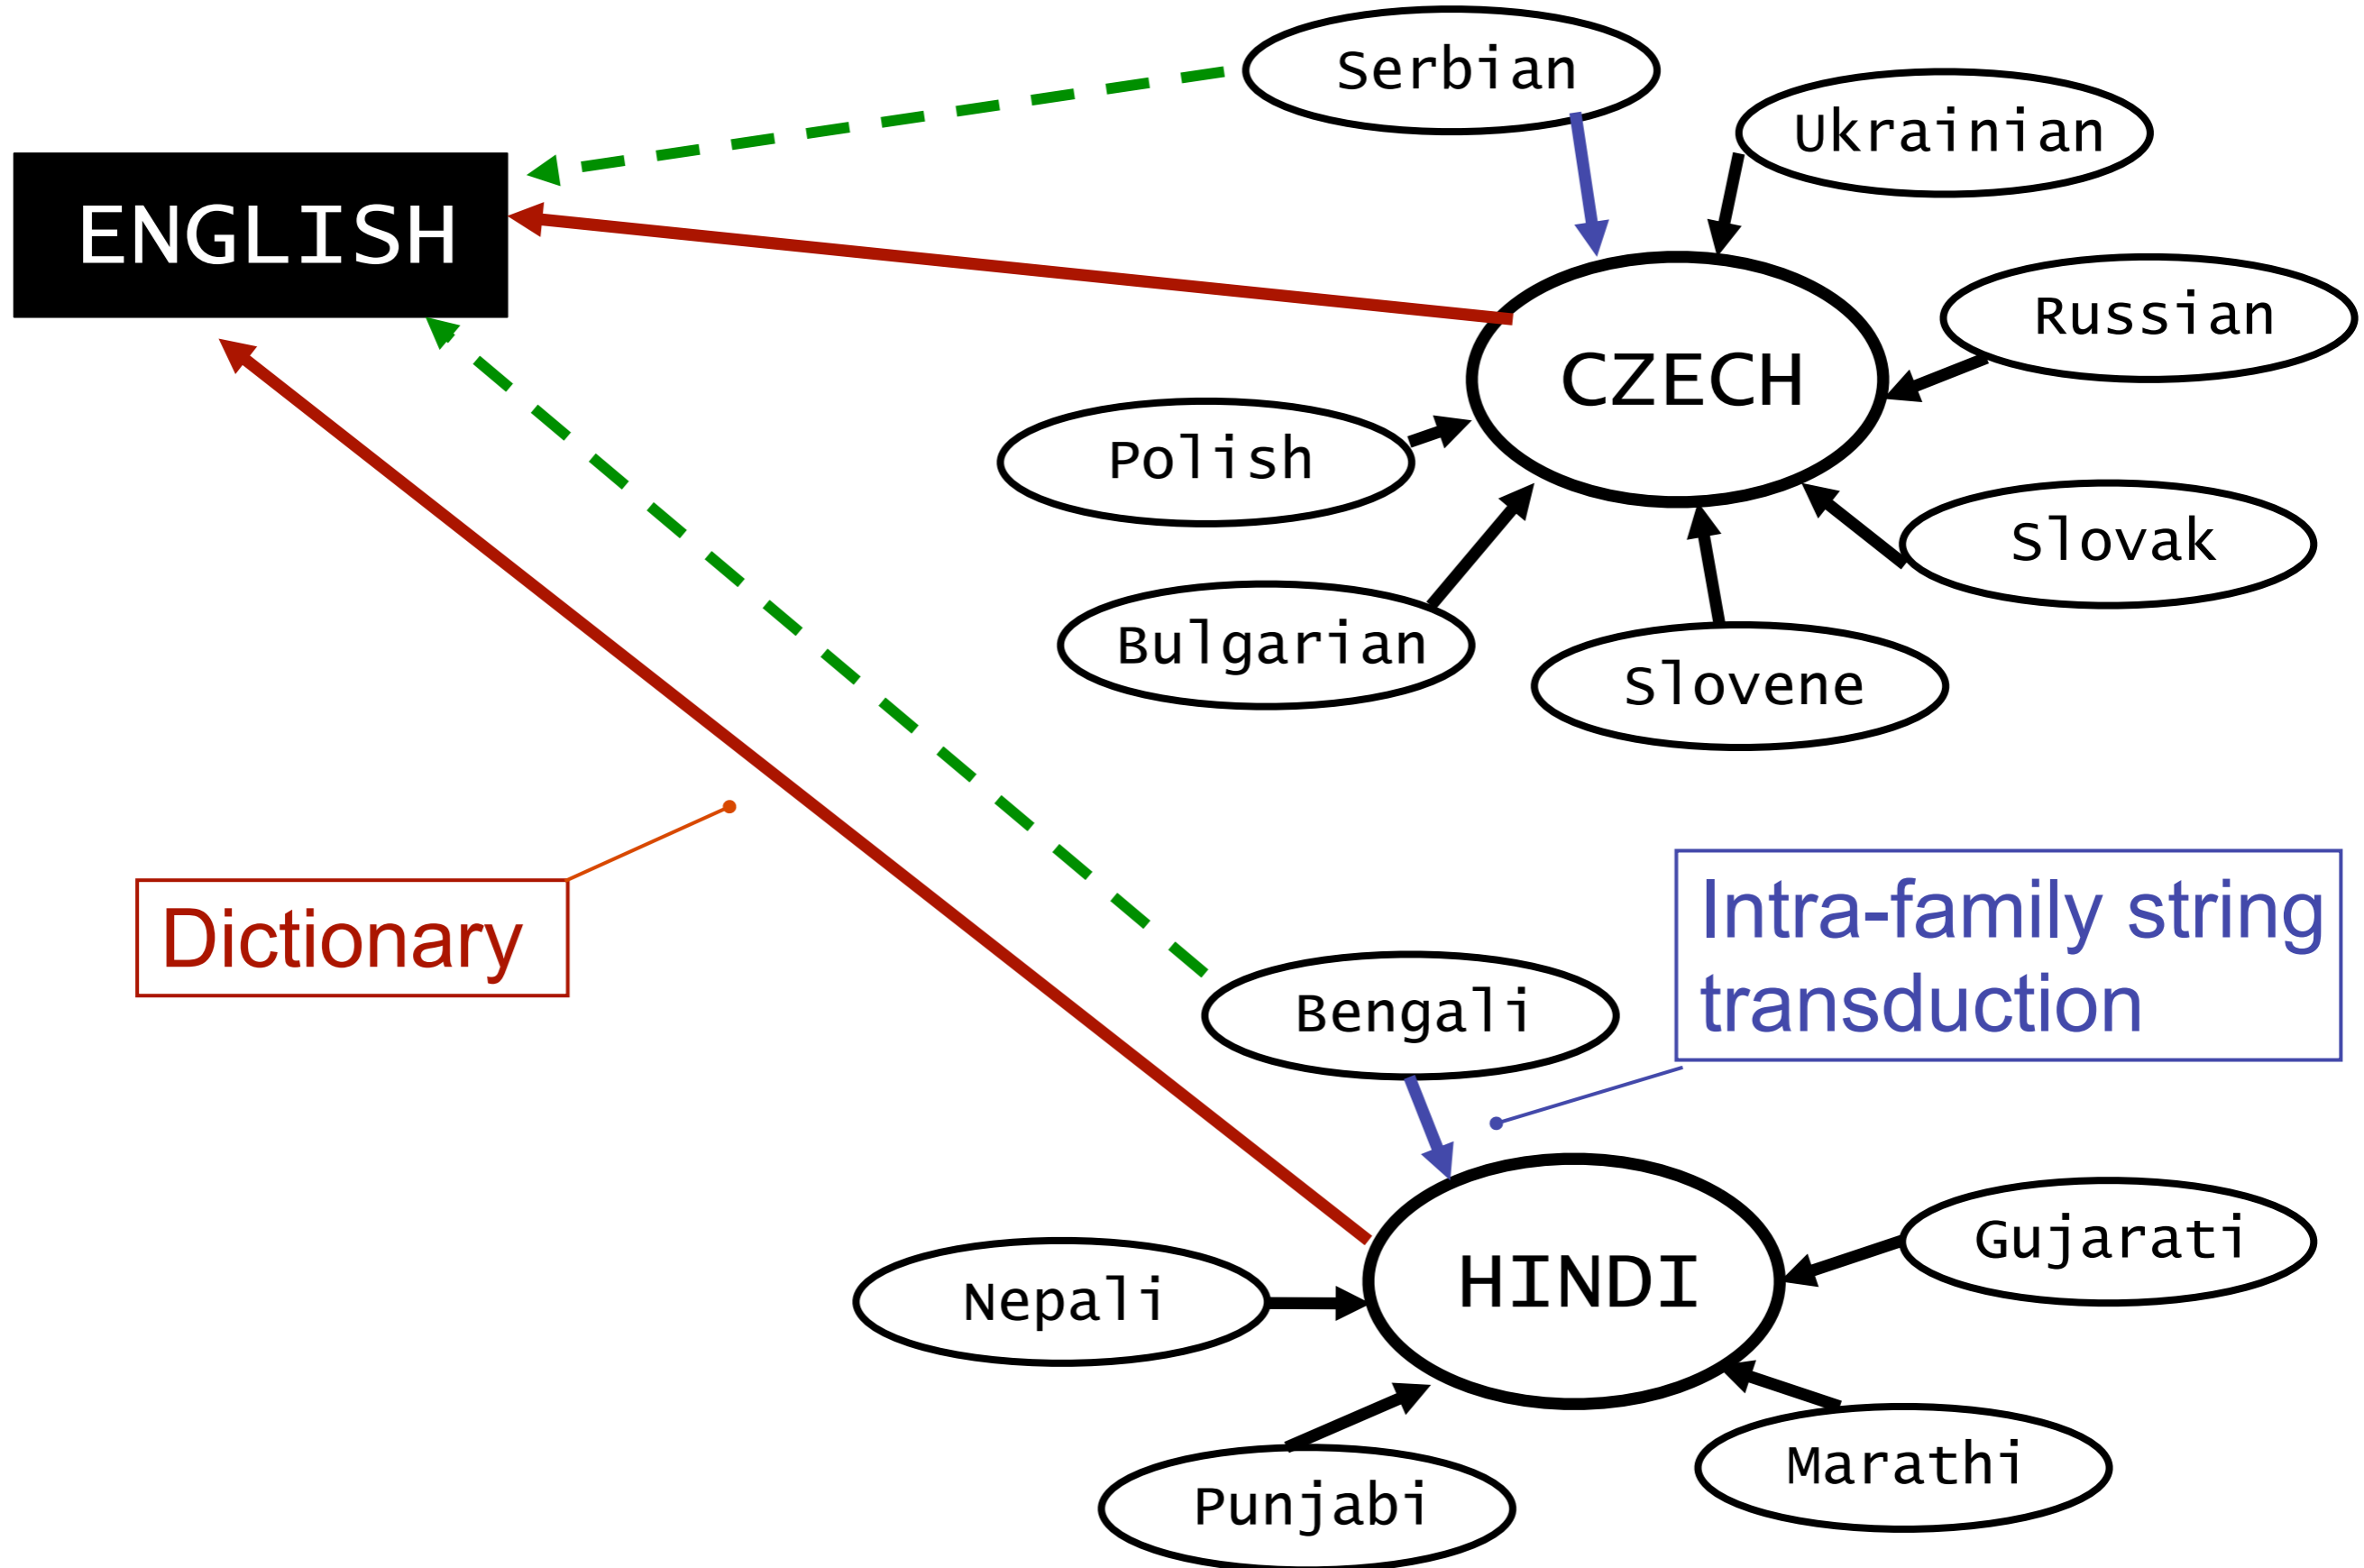 Serbian
Ukrainian
ENGLISH
Russian
CZECH
Polish
Slovak
Bulgarian
Slovene
Dictionary
Intra-family string
transduction
Bengali
Gujarati
HINDI
Nepali
Marathi
Punjabi